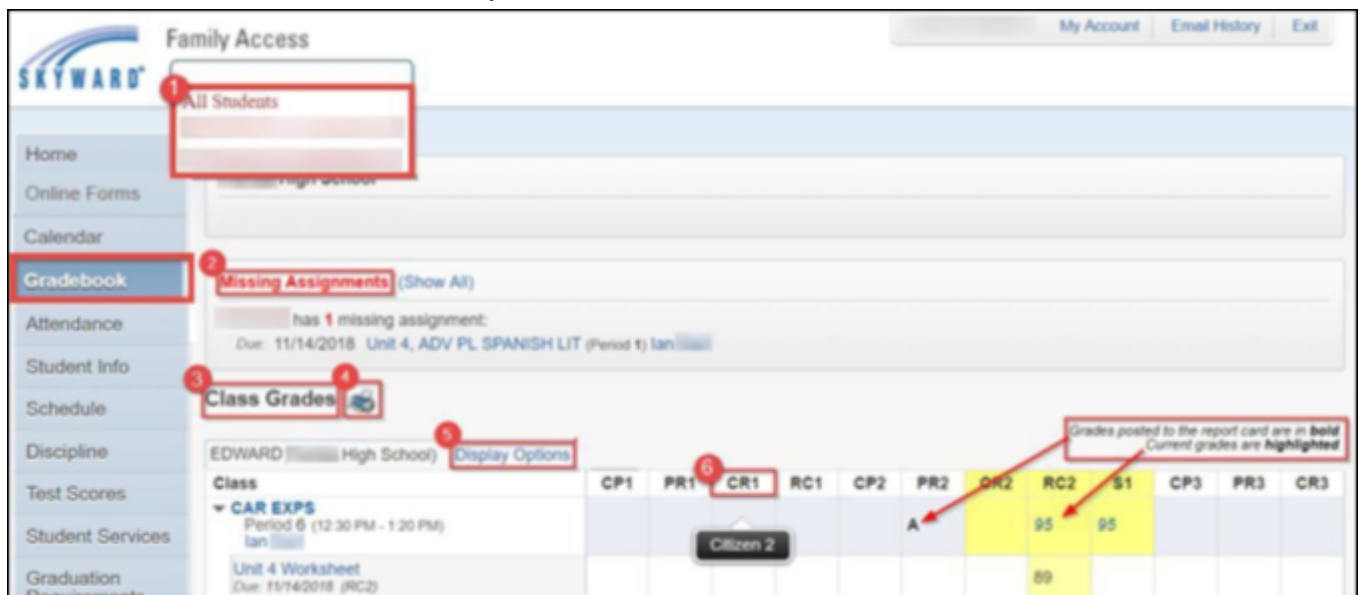 SKYWARD
Family Access
My Account Email History Exit
1
All Students
Home
Online Forms
Calendar
Gradebook
Attendance
Student Info
Schedule
Discipline
Test Scores
Student Services
Graduation
Requirements
High School
2
Missing Assignments (Show All)
has 1 missing assignment:
Due: 11/14/2018 Unit 4, ADV PL SPANISH LIT (Period 1) Ian
3
Class Grades
4
Grades posted to the report card are in bold
Current grades are highlighted
EDWARD High School)
5
Display Options
6
Class CP1 PR1 CR1 RC1 CP2 PR2 CR2 RC2 S1 CP3 PR3 CR3
CAR EXPS
Period 6 (12:30 PM - 1:20 PM) A 95 95
Ian
Citizen 2
Unit 4 Worksheet
Due: 11/14/2018 (RC2) 89